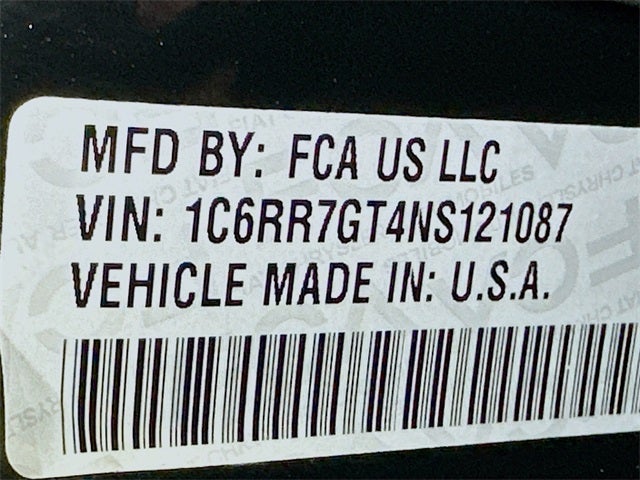 MFD BY: FCA US LLC
VIN: 1C6RR7GT4NS121087
VEHICLE MADE IN: U.S.A.